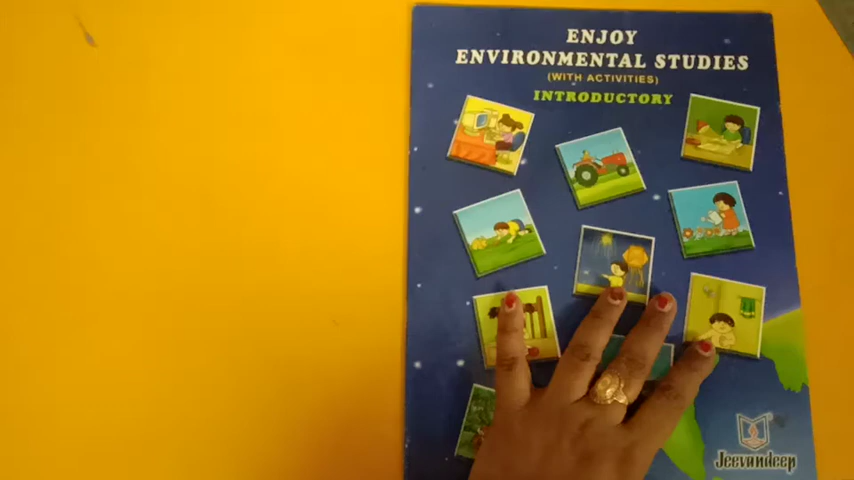 ENJOY
ENVIRONMENTAL STUDIES
(WITH ACTIVITIES)
INTRODUCTORY
Jeevandeep